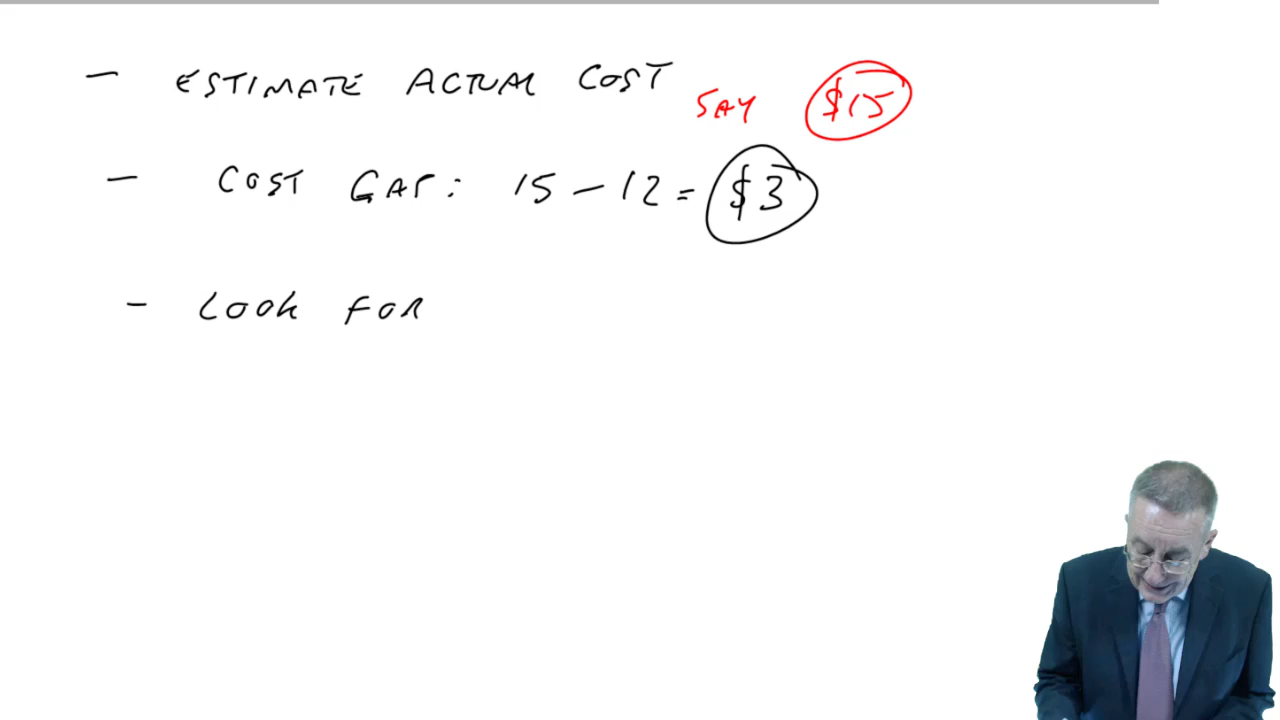 - ESTIMATE ACTUAL COST SAY $15
- COST GAP: 15 - 12 = $3
- LOOK FOR